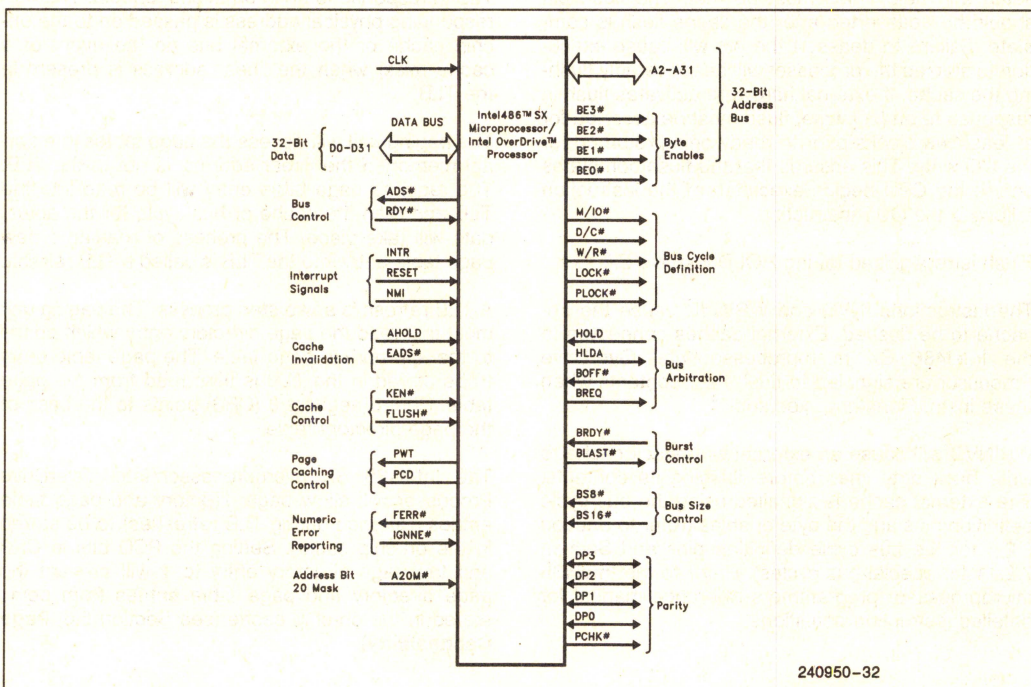 CLK
DATA BUS
32-Bit
Data
D0-D31
Bus
Control
ADS#
RDY#
Interrupt
Signals
INTR
RESET
NMI
Cache
Invalidation
AHOLD
EADS#
Cache
Control
KEN#
FLUSH#
Page
Caching
Control
PWT
PCD
Numeric
Error
Reporting
FERR#
IGNNE#
Address Bit
20 Mask
A20M#
Intel486™ SX
Microprocessor/
Intel OverDrive™
Processor
A2-A31
32-Bit
Address
Bus
BE3#
BE2#
BE1#
BE0#
Byte
Enables
M/IO#
D/C#
W/R#
LOCK#
PLOCK#
Bus Cycle
Definition
HOLD
HLDA
BOFF#
BREQ
Bus
Arbitration
BRDY#
BLAST#
Burst
Control
BS8#
BS16#
Bus Size
Control
DP3
DP2
DP1
DP0
PCHK#
Parity
240950-32